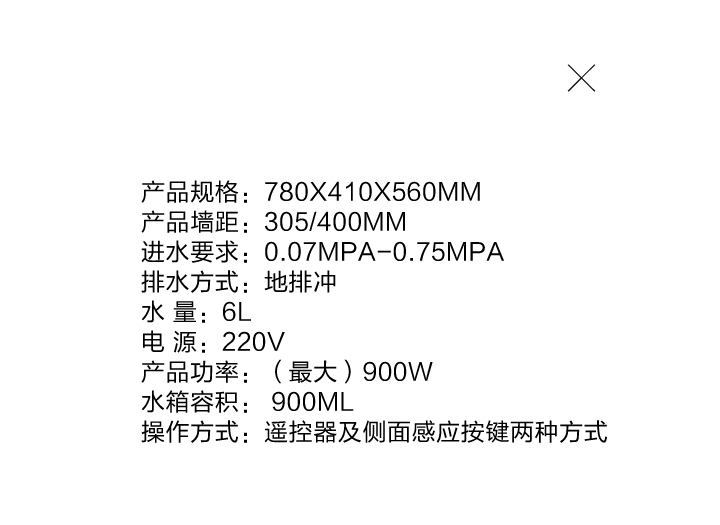 产品规格：780X410X560MM
产品墙距：305/400MM
进水要求：0.07MPA-0.75MPA
排水方式：地排冲
水 量：6L
电 源：220V
产品功率：（最大）900W
水箱容积： 900ML
操作方式：遥控器及侧面感应按键两种方式